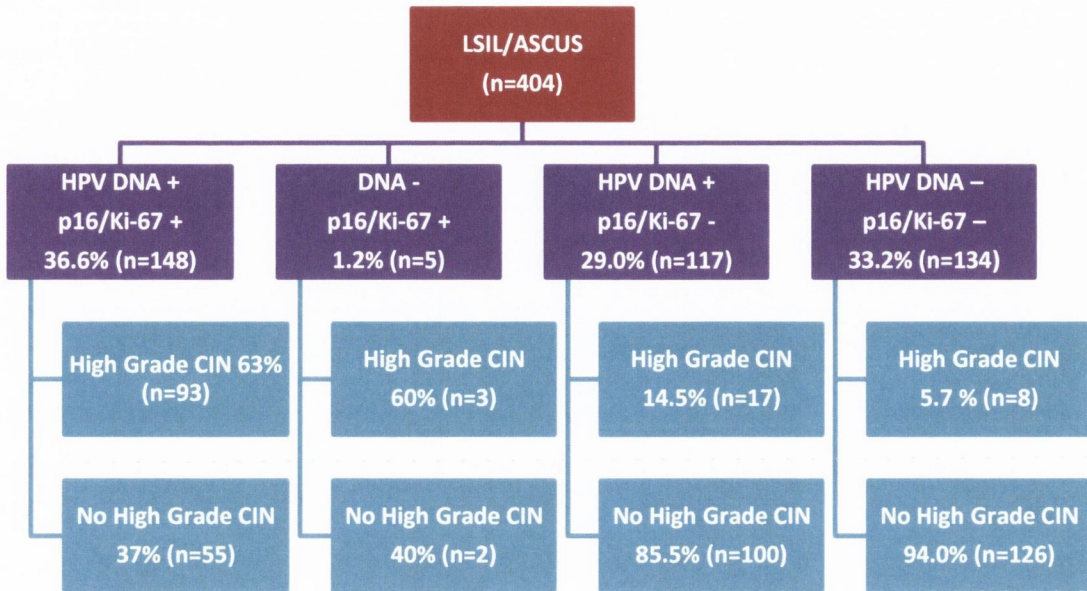 LSIL/ASCUS
(n=404)
HPV DNA +
p16/Ki-67 +
36.6% (n=148)
DNA -
p16/Ki-67 +
1.2% (n=5)
HPV DNA +
p16/Ki-67 -
29.0% (n=117)
HPV DNA –
p16/Ki-67 –
33.2% (n=134)
High Grade CIN 63%
(n=93)
High Grade CIN
60% (n=3)
High Grade CIN
14.5% (n=17)
High Grade CIN
5.7 % (n=8)
No High Grade CIN
37% (n=55)
No High Grade CIN
40% (n=2)
No High Grade CIN
85.5% (n=100)
No High Grade CIN
94.0% (n=126)